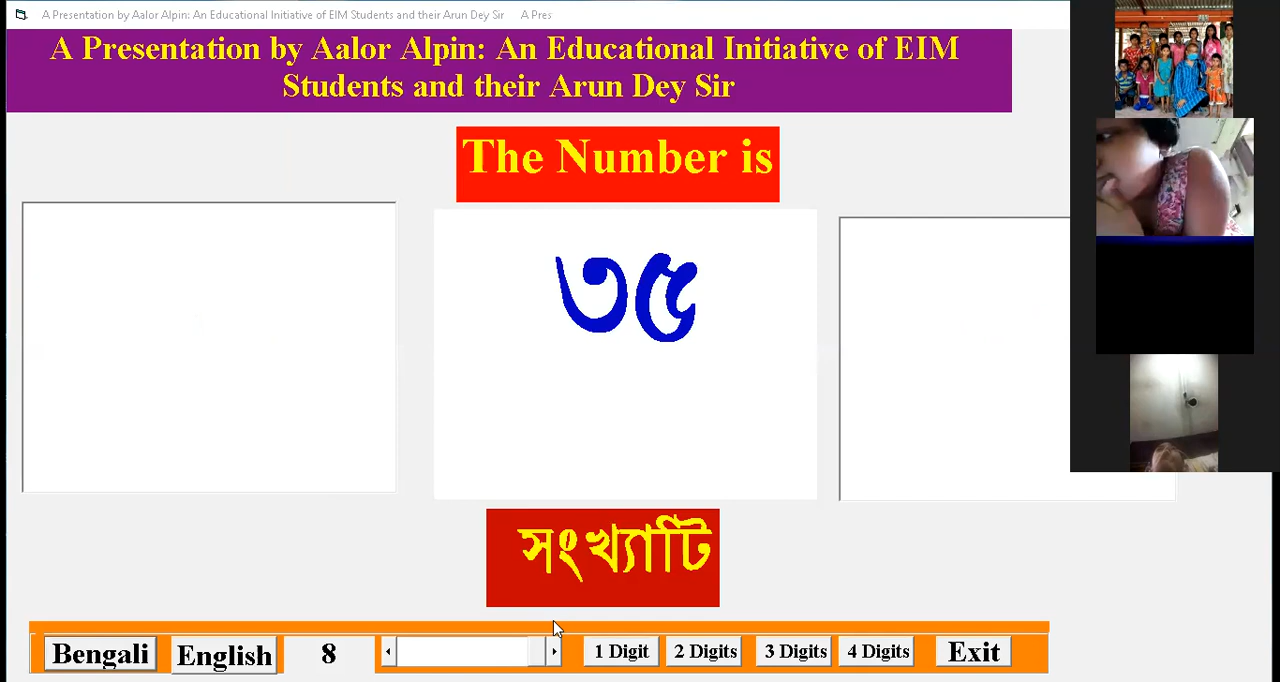 A Presentation by Aalor Alpin: An Educational Initiative of EIM Students and their Arun Dey Sir A Pres
A Presentation by Aalor Alpin: An Educational Initiative of EIM
Students and their Arun Dey Sir
The Number is
৩৫
সংখ্যাটি
Bengali English 8 1 Digit 2 Digits 3 Digits 4 Digits Exit